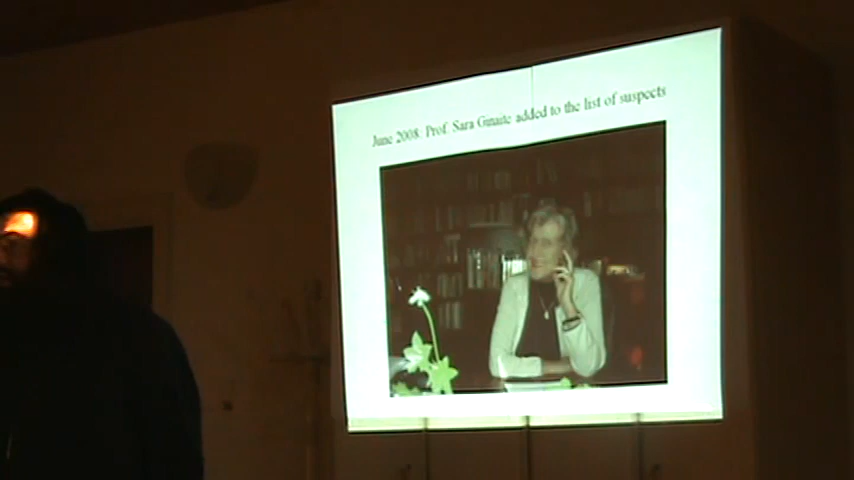 June 2008: Prof. Sara Ginaite added to the list of suspects